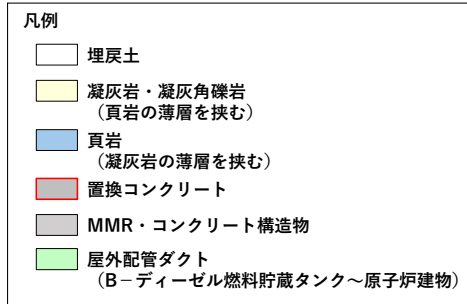 凡例
埋戻土
凝灰岩・凝灰角礫岩
（頁岩の薄層を挟む）
頁岩
（凝灰岩の薄層を挟む）
置換コンクリート
MMR・コンクリート構造物
屋外配管ダクト
（B－ディーゼル燃料貯蔵タンク～原子炉建物）